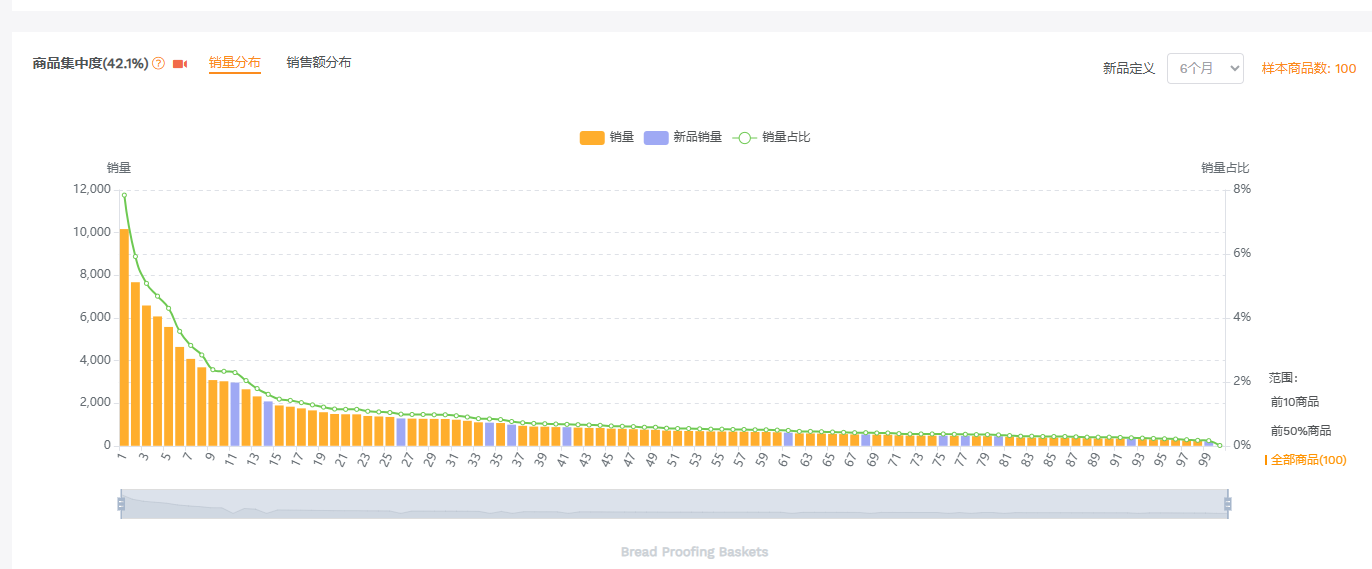 商品集中度(42.1%) ? 销量分布 销售额分布 新品定义 6个月 样本商品数: 100
销量 新品销量 销量占比
销量 销量占比
12,000 8%
10,000
8,000 6%
6,000 4%
4,000
2,000 2%
0 0%
1 3 5 7 9 11 13 15 17 19 21 23 25 27 29 31 33 35 37 39 41 43 45 47 49 51 53 55 57 59 61 63 65 67 69 71 73 75 77 79 81 83 85 87 89 91 93 95 97 99
范围:
前10商品
前50%商品
全部商品(100)
Bread Proofing Baskets